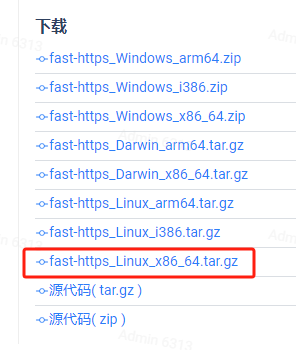 下载
fast-https_Windows_arm64.zip
fast-https_Windows_i386.zip
fast-https_Windows_x86_64.zip
fast-https_Darwin_arm64.tar.gz
fast-https_Darwin_x86_64.tar.gz
fast-https_Linux_arm64.tar.gz
fast-https_Linux_i386.tar.gz
fast-https_Linux_x86_64.tar.gz
源代码( tar.gz )
源代码( zip )
Admin 6313